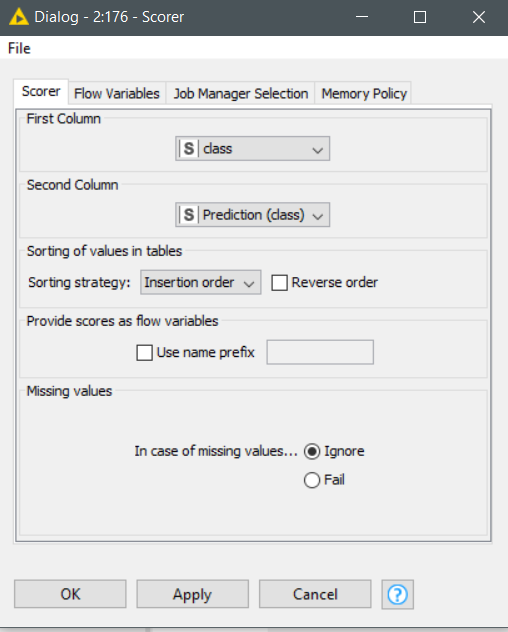 Dialog - 2:176 - Scorer
File
Scorer Flow Variables Job Manager Selection Memory Policy
First Column
S class
Second Column
S Prediction (class)
Sorting of values in tables
Sorting strategy: Insertion order Reverse order
Provide scores as flow variables
Use name prefix
Missing values
In case of missing values... Ignore
Fail
OK Apply Cancel ?